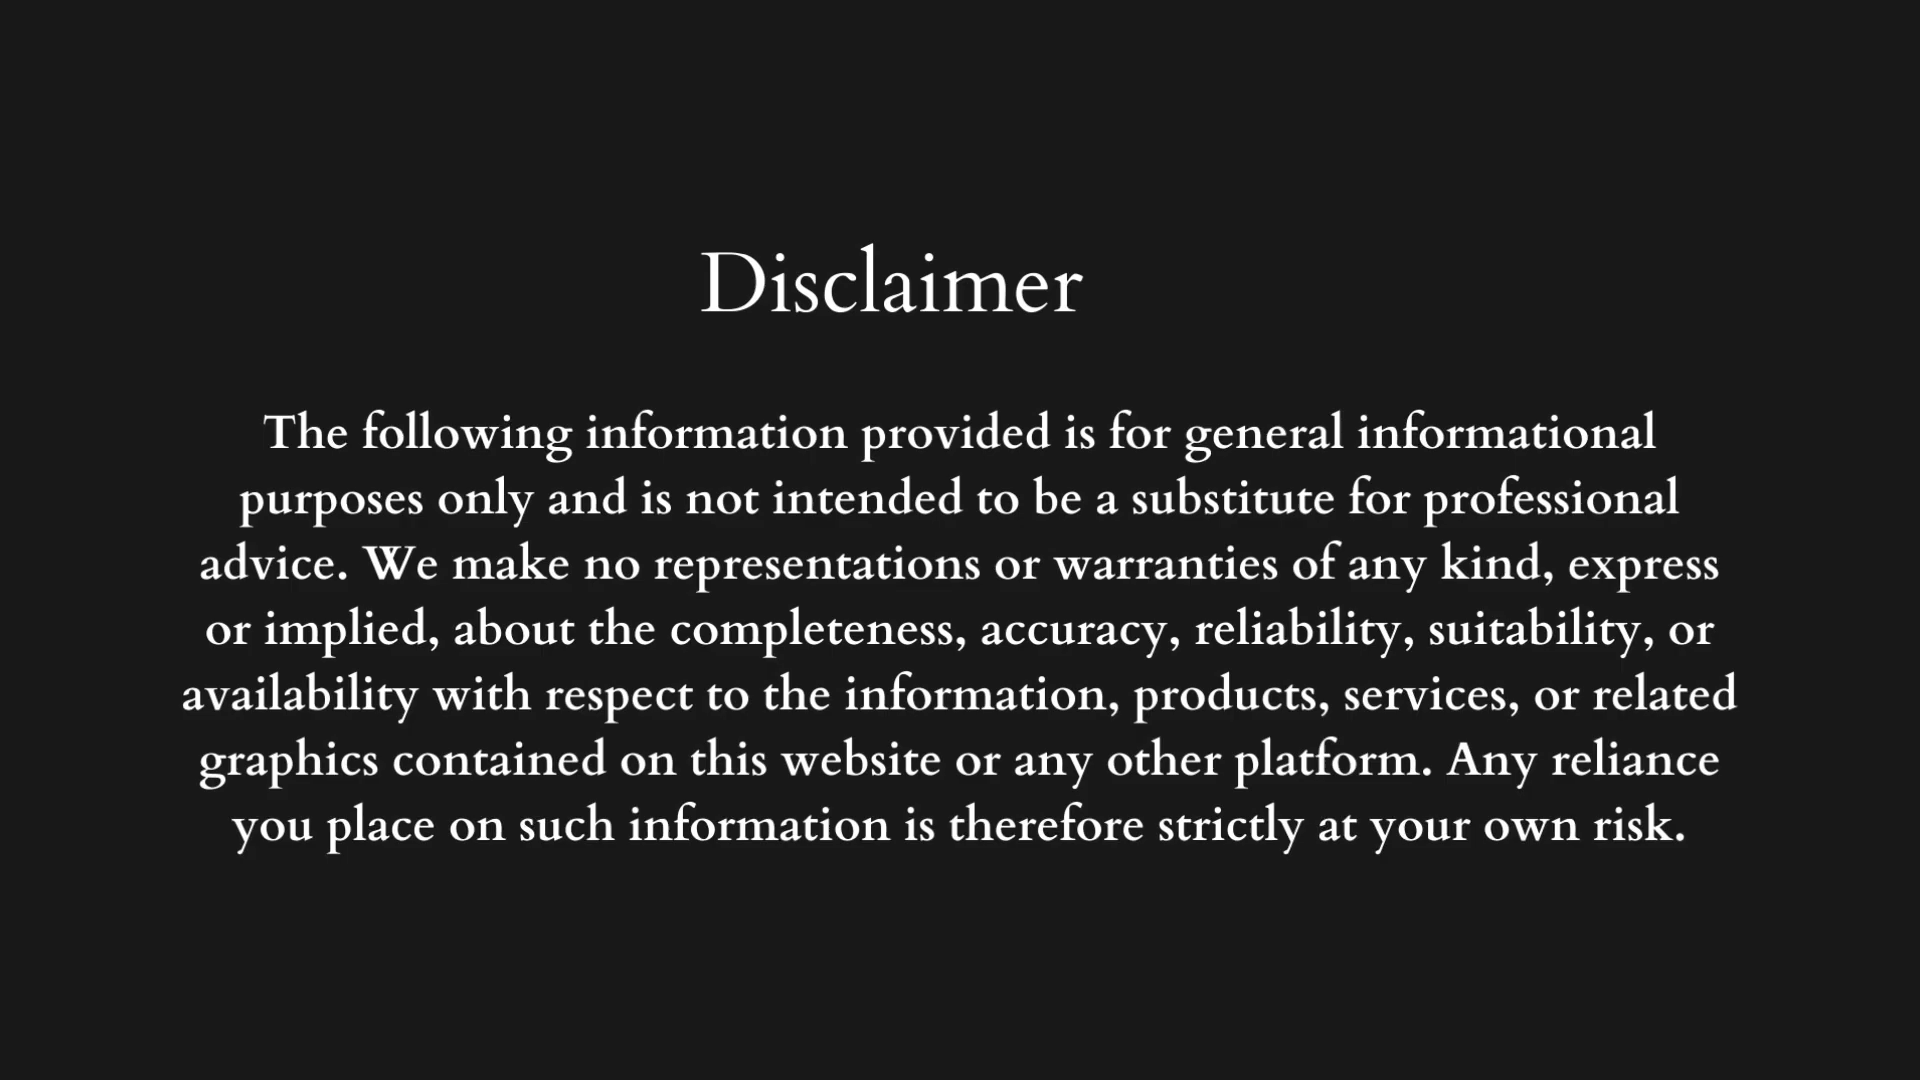 Disclaimer
The following information provided is for general informational
purposes only and is not intended to be a substitute for professional
advice. We make no representations or warranties of any kind, express
or implied, about the completeness, accuracy, reliability, suitability, or
availability with respect to the information, products, services, or related
graphics contained on this website or any other platform. Any reliance
you place on such information is therefore strictly at your own risk.